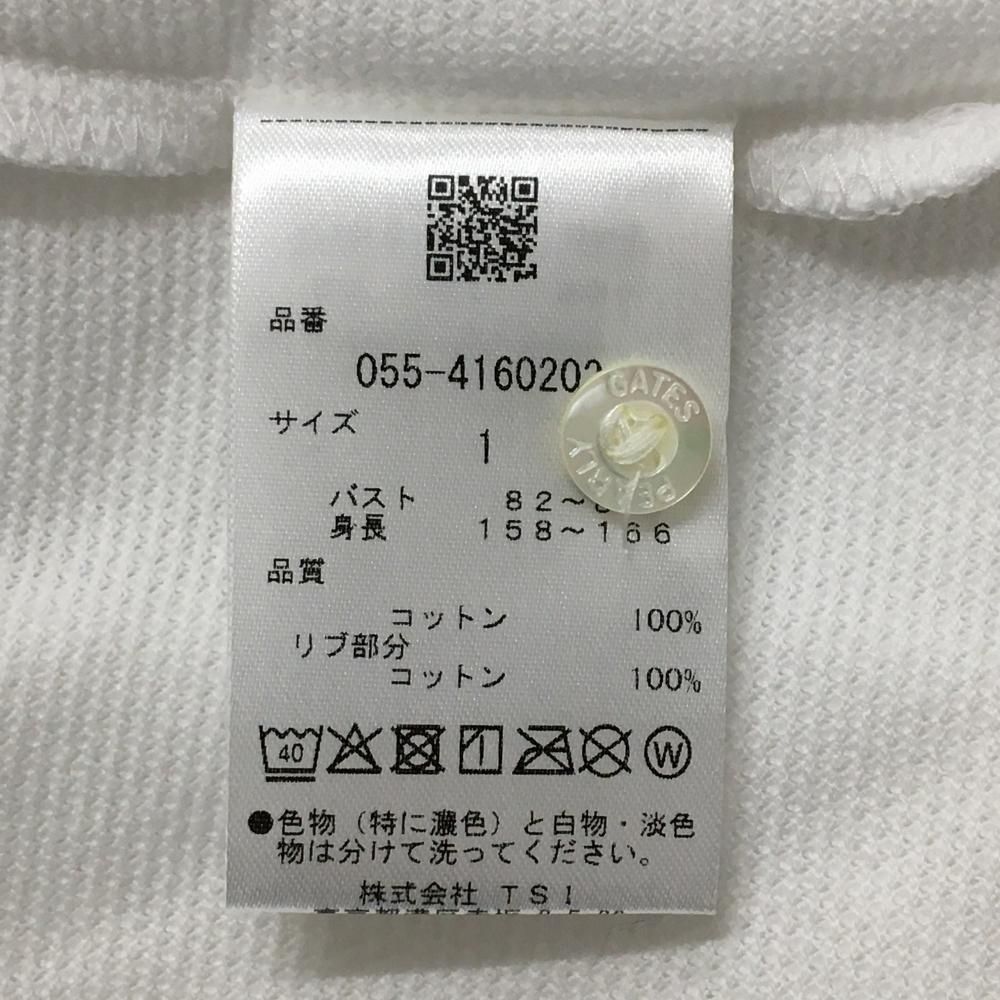 品番
055-4160202
サイズ
1
バスト 82～
身長 158～166
品質
コットン 100%
リブ部分
コットン 100%
40
W
●色物（特に濃色）と白物・淡色
物は分けて洗ってください。
株式会社 TSI
GATES
PEARLY